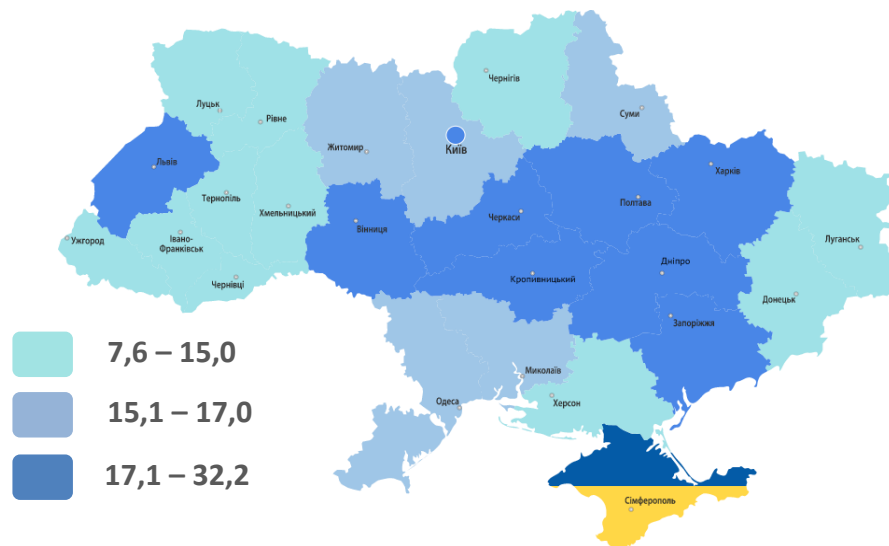 Чернігів
Луцьк
Рівне
Суми
Житомир
Київ
Львів
Харків
Тернопіль
Хмельницький
Полтава
Черкаси
Вінниця
Ужгород
Івано-
Франківськ
Луганськ
Чернівці
Кропивницький
Дніпро
Донецьк
Запоріжжя
7,6 – 15,0
Миколаїв
Одеса
Херсон
15,1 – 17,0
17,1 – 32,2
Сімферополь